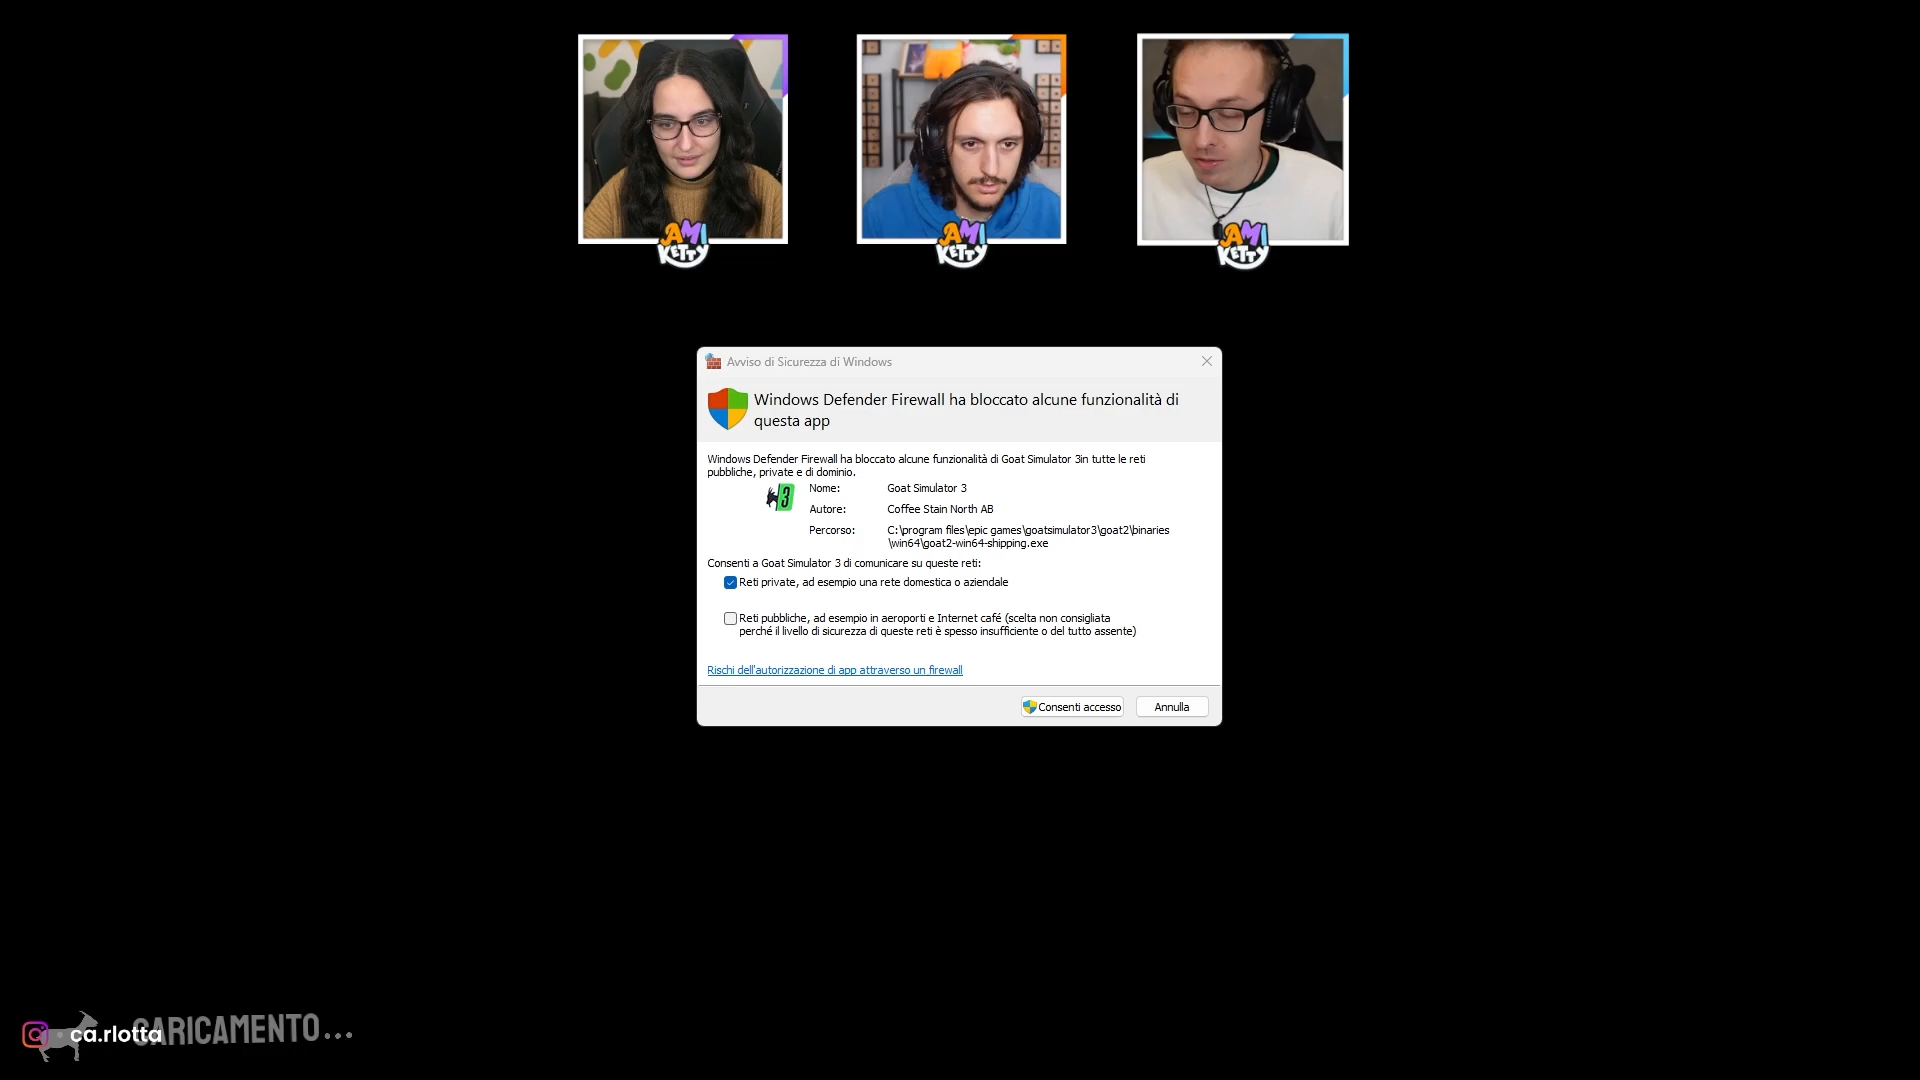 AMI
KETTY
AMI
KETTY
AMI
KETTY
Avviso di Sicurezza di Windows
Windows Defender Firewall ha bloccato alcune funzionalità di
questa app
Windows Defender Firewall ha bloccato alcune funzionalità di Goat Simulator 3in tutte le reti
pubbliche, private e di dominio.
3
Nome: Goat Simulator 3
Autore: Coffee Stain North AB
Percorso: C:\program files\epic games\goatsimulator3\goat2\binaries
\win64\goat2-win64-shipping.exe
Consenti a Goat Simulator 3 di comunicare su queste reti:
Reti private, ad esempio una rete domestica o aziendale
Reti pubbliche, ad esempio in aeroporti e Internet café (scelta non consigliata
perché il livello di sicurezza di queste reti è spesso insufficiente o del tutto assente)
Rischi dell'autorizzazione di app attraverso un firewall
Consenti accesso Annulla
ca.rlotta
CARICAMENTO...